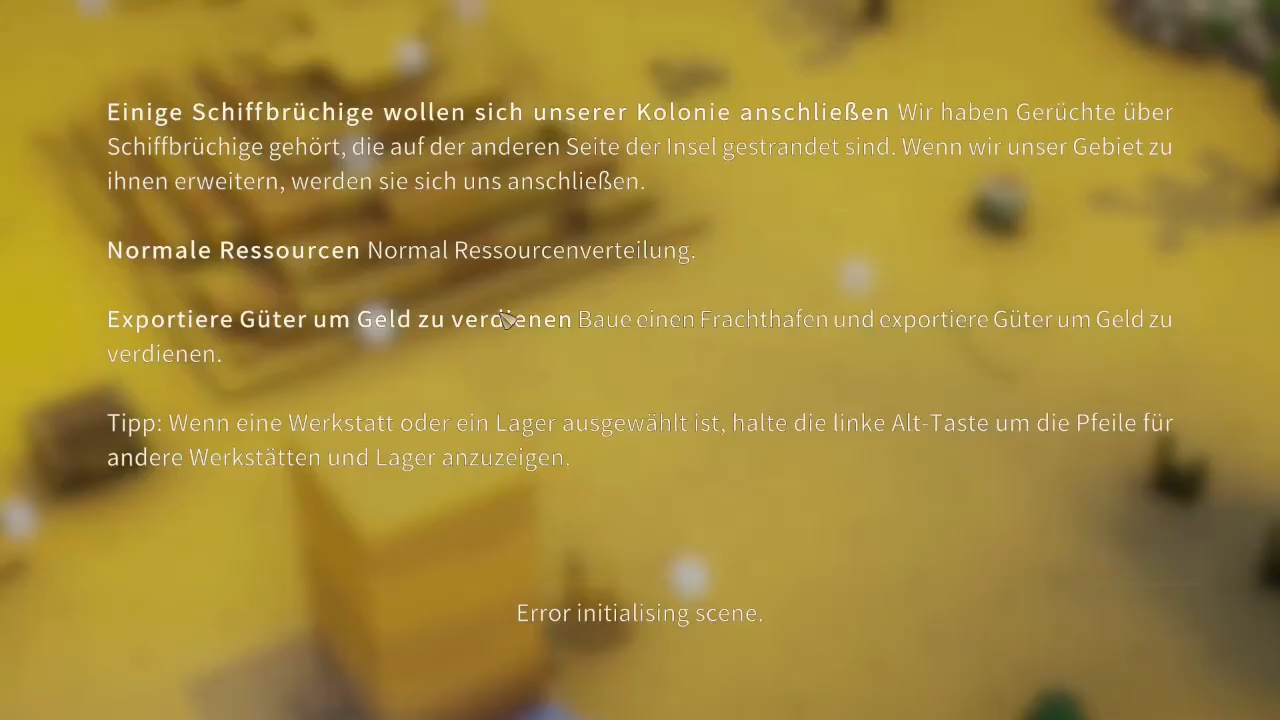 Einige Schiffbrüchige wollen sich unserer Kolonie anschließen Wir haben Gerüchte über
Schiffbrüchige gehört, die auf der anderen Seite der Insel gestrandet sind. Wenn wir unser Gebiet zu
ihnen erweitern, werden sie sich uns anschließen.
Normale Ressourcen Normal Ressourcenverteilung.
Exportiere Güter um Geld zu verdienen Baue einen Frachthafen und exportiere Güter um Geld zu
verdienen.
Tipp: Wenn eine Werkstatt oder ein Lager ausgewählt ist, halte die linke Alt-Taste um die Pfeile für
andere Werkstätten und Lager anzuzeigen.
Error initialising scene.